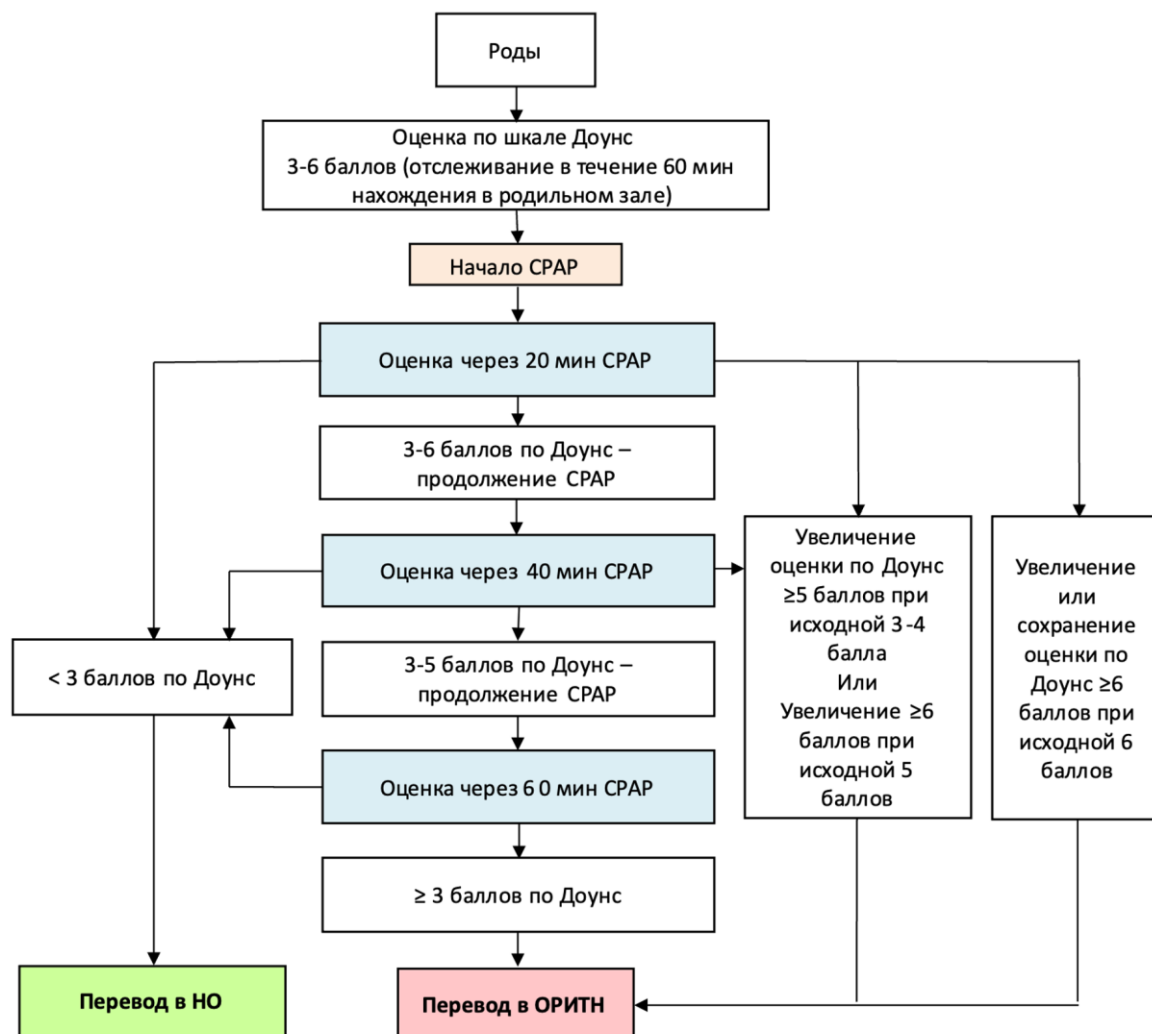 Роды
Оценка по шкале Доунс
3-6 баллов (отслеживание в течение 60 мин
нахождения в родильном зале)
Начало CPAP
Оценка через 20 мин CPAP
3-6 баллов по Доунс –
продолжение CPAP
Оценка через 40 мин CPAP
Увеличение
оценки по Доунс
≥5 баллов при
исходной 3-4
балла
Или
Увеличение ≥6
баллов при
исходной 5
баллов
Увеличение
или
сохранение
оценки по
Доунс ≥6
баллов при
исходной 6
баллов
< 3 баллов по Доунс
3-5 баллов по Доунс –
продолжение CPAP
Оценка через 60 мин CPAP
≥ 3 баллов по Доунс
Перевод в НО
Перевод в ОРИТН